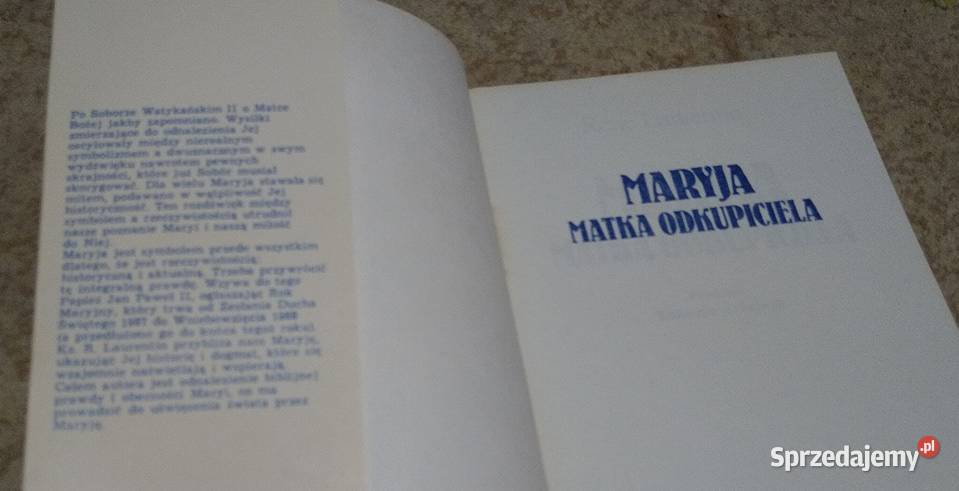 Po Soborze Watykańskim II o Matce
Bożej jakby zapomniano. Wysiłki
zmierzające do odnalezienia Jej
oscylowały między nierealnym
symbolizmem a dwuznacznym w swym
wydźwięku nawrotem pewnych
skrajności, które już Sobór musiał
skorygować. Dla wielu Maryja stawała się
mitem, podawano w wątpliwość Jej
historyczność. Ten rozdźwięk między
symbolem a rzeczywistością utrudnił
nasze poznanie Maryi i naszą miłość
do Niej.
Maryja jest symbolem przede wszystkim
dlatego, że jest rzeczywistością:
historyczną i aktualną. Trzeba przywrócić
tę integralną prawdę. Wzywa do tego
Papież Jan Paweł II, ogłaszając Rok
Maryjny, który trwa od Zesłania Ducha
Świętego 1987 do Wniebowzięcia 1988
(a przedłużono go do końca tegoż roku).
Ks. R. Laurentin przybliża nam Maryję,
ukazując Jej historię i dogmat, które się
wzajemnie naświetlają i wspierają.
Celem autora jest odnalezienie biblijnej
prawdy i obecności Maryi, co ma
prowadzić do uświęcenia świata przez
Maryję.
MARYJA
MATKA ODKUPICIELA
Sprzedajemy.pl